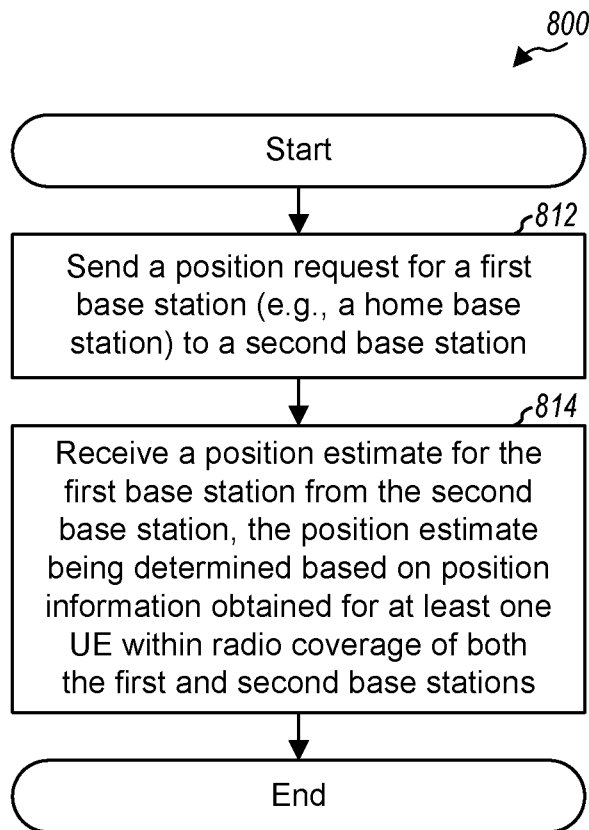 800
Start
812
Send a position request for a first
base station (e.g., a home base
station) to a second base station
814
Receive a position estimate for the
first base station from the second
base station, the position estimate
being determined based on position
information obtained for at least one
UE within radio coverage of both
the first and second base stations
End